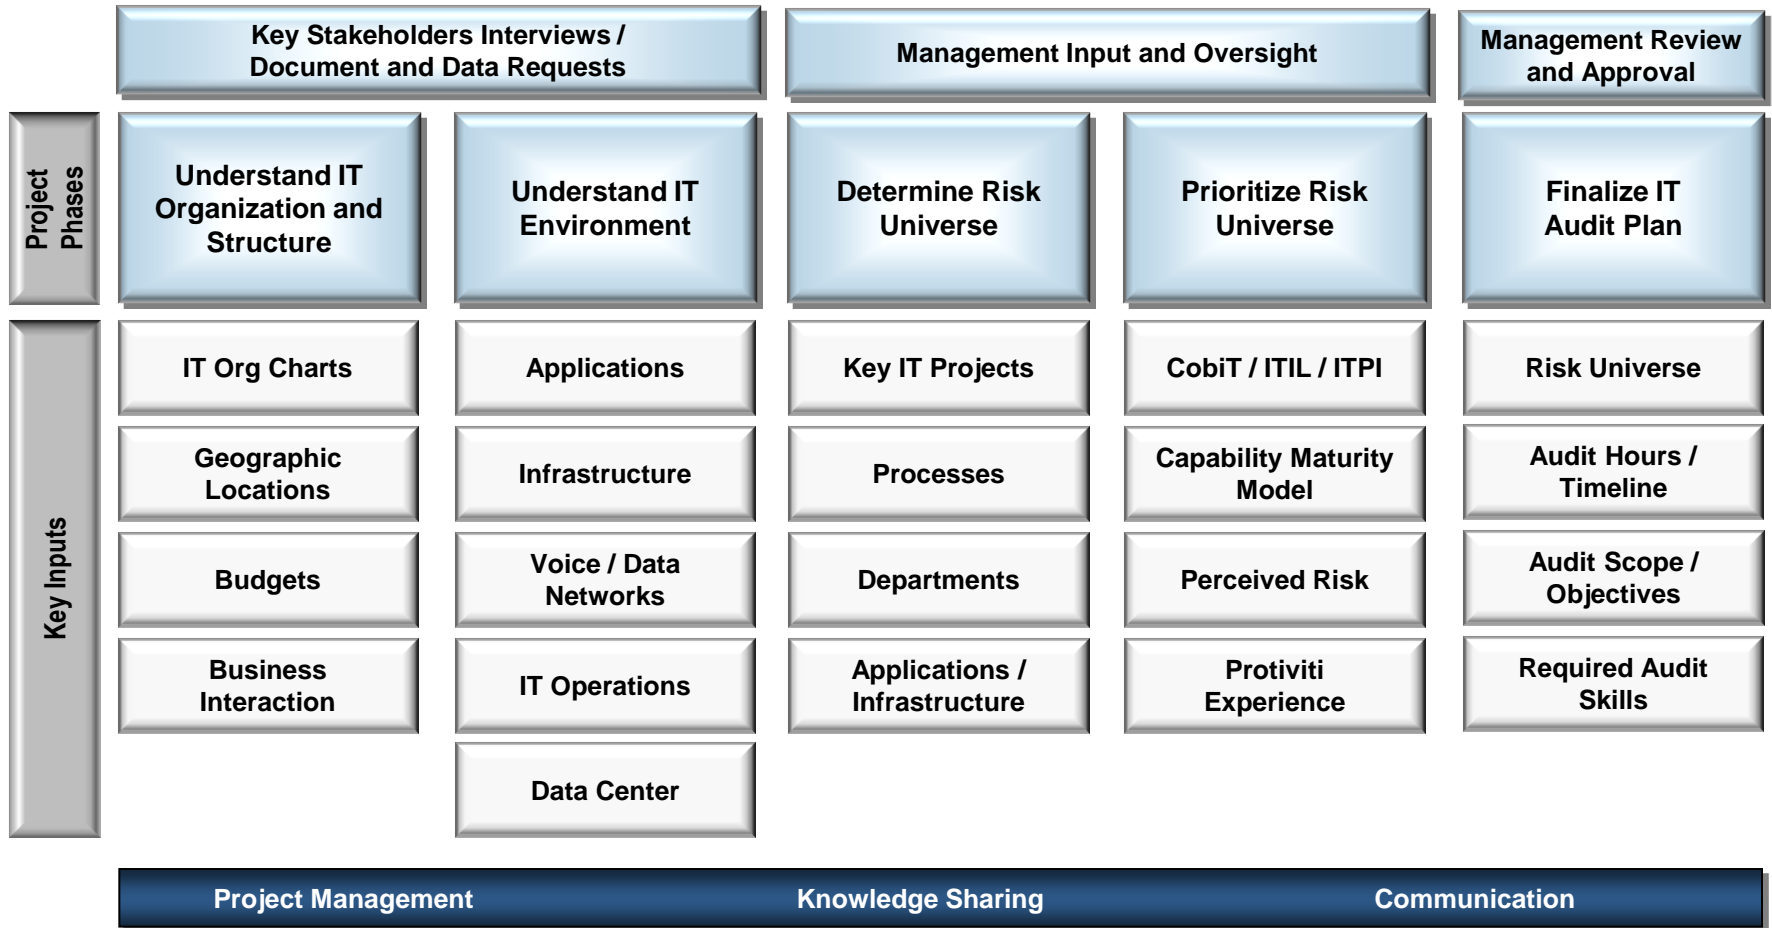 Key Stakeholders Interviews /
Document and Data Requests
Management Input and Oversight
Management Review
and Approval
Project
Phases
Understand IT
Organization and
Structure
Understand IT
Environment
Determine Risk
Universe
Prioritize Risk
Universe
Finalize IT
Audit Plan
Key Inputs
IT Org Charts
Applications
Key IT Projects
CobiT / ITIL / ITPI
Risk Universe
Geographic
Locations
Infrastructure
Processes
Capability Maturity
Model
Audit Hours /
Timeline
Budgets
Voice / Data
Networks
Departments
Perceived Risk
Audit Scope /
Objectives
Business
Interaction
IT Operations
Applications /
Infrastructure
Protiviti
Experience
Required Audit
Skills
Data Center
Project Management
Knowledge Sharing
Communication